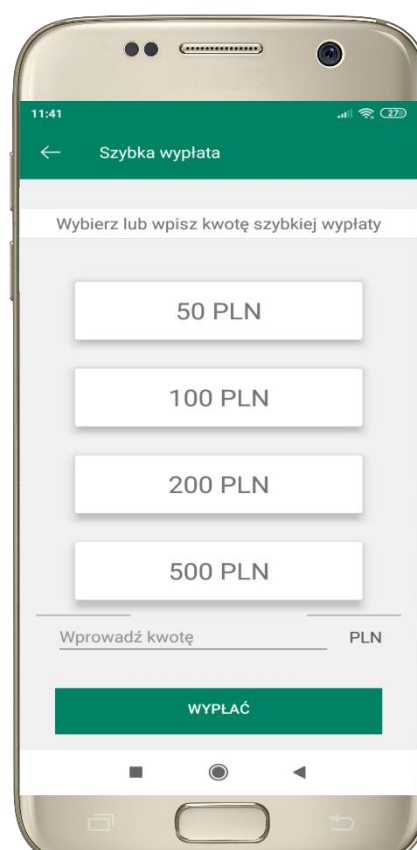 11:41
27
Szybka wypłata
Wybierz lub wpisz kwotę szybkiej wypłaty
50 PLN
100 PLN
200 PLN
500 PLN
Wprowadź kwotę PLN
WYPŁAĆ